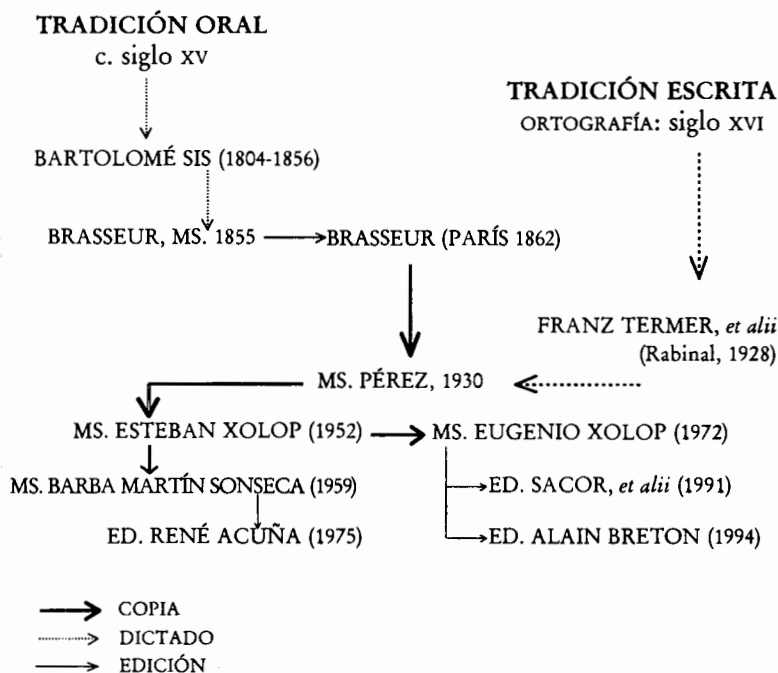 TRADICIÓN ORAL
c. siglo XV
TRADICIÓN ESCRITA
ORTOGRAFÍA: siglo XVI
BARTOLOMÉ SIS (1804-1856)
BRASSEUR, MS. 1855
BRASSEUR (PARÍS 1862)
FRANZ TERMER, et alii
(Rabinal, 1928)
MS. PÉREZ, 1930
MS. ESTEBAN XOLOP (1952)
MS. EUGENIO XOLOP (1972)
MS. BARBA MARTÍN SONSECA (1959)
ED. SACOR, et alii (1991)
ED. RENÉ ACUÑA (1975)
ED. ALAIN BRETON (1994)
COPIA
DICTADO
EDICIÓN